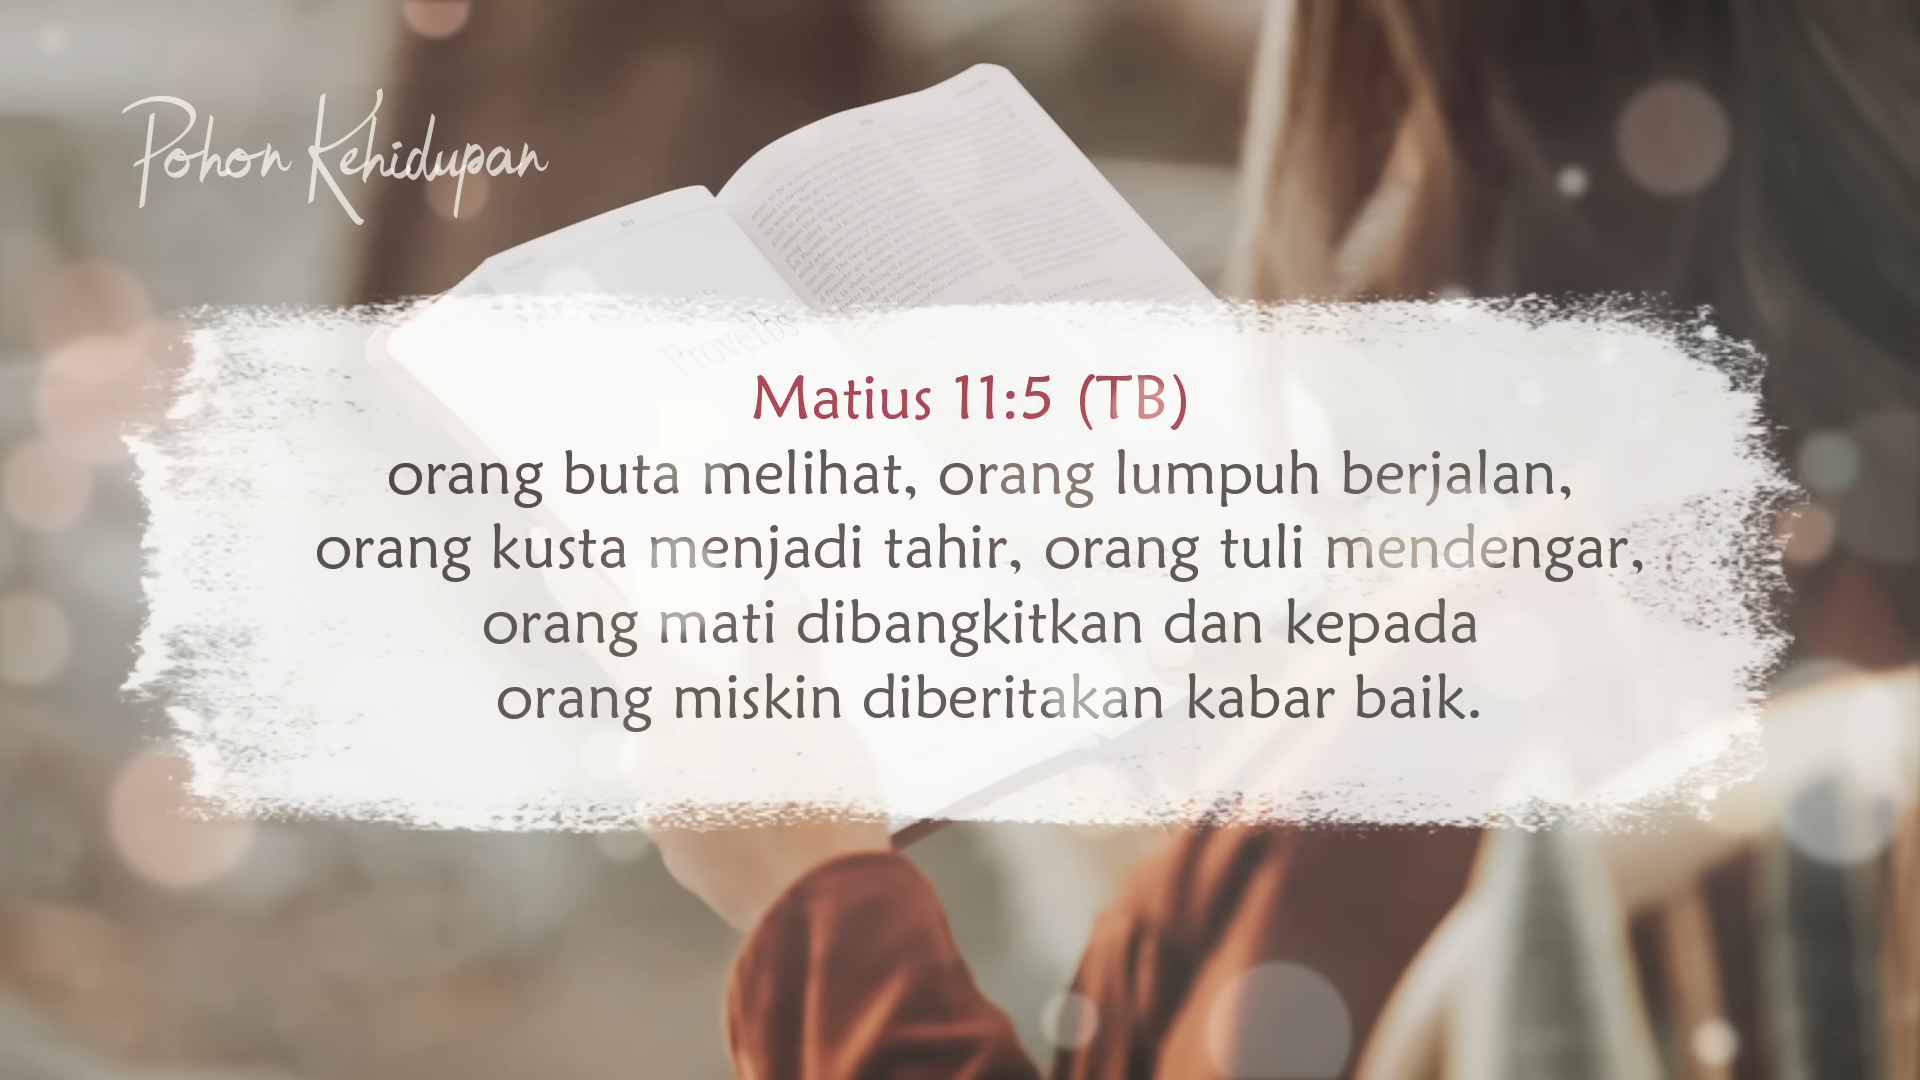 Pohon Kehidupan
Proverbs
Matius 11:5 (TB)
orang buta melihat, orang lumpuh berjalan,
orang kusta menjadi tahir, orang tuli mendengar,
orang mati dibangkitkan dan kepada
orang miskin diberitakan kabar baik.